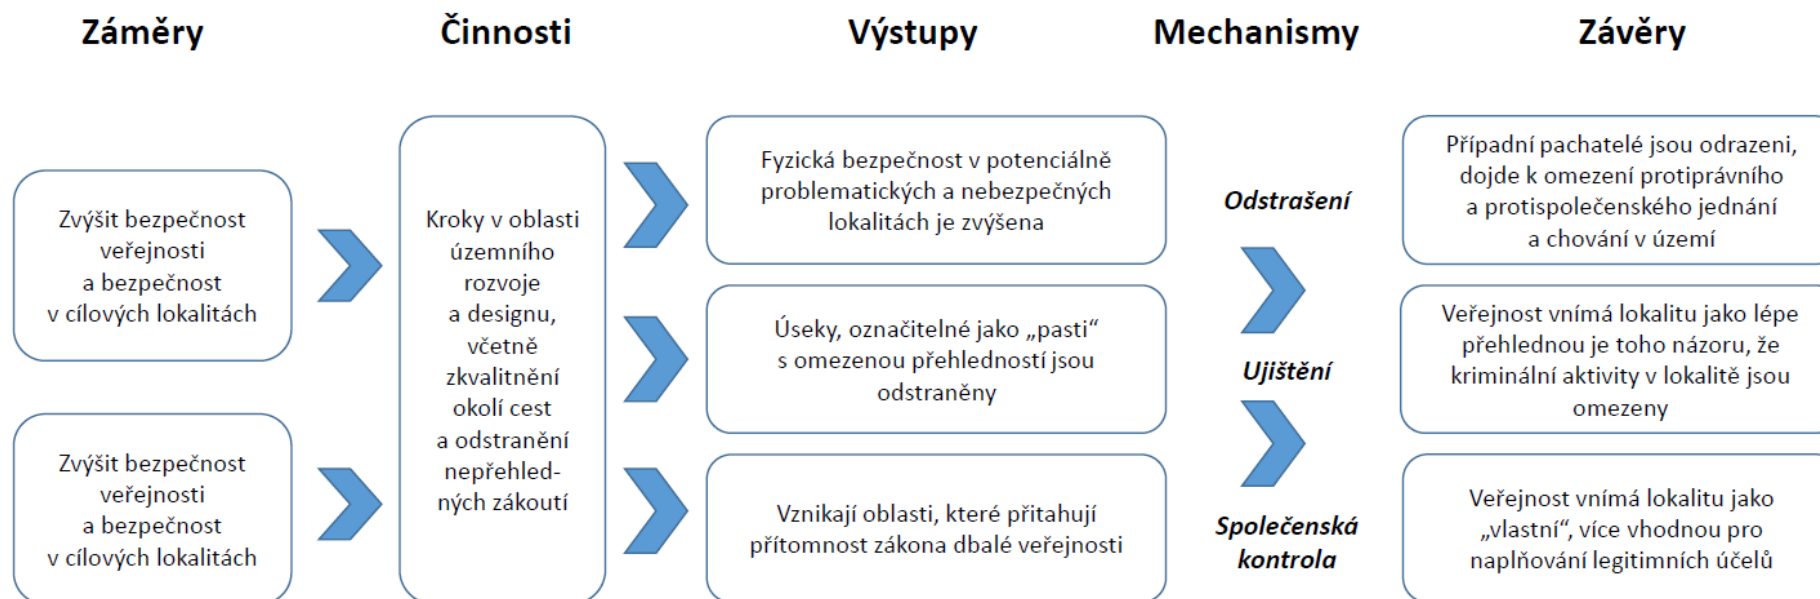 Záměry
Činnosti
Výstupy
Mechanismy
Závěry
Zvýšit bezpečnost
veřejnosti
a bezpečnost
v cílových lokalitách
Zvýšit bezpečnost
veřejnosti
a bezpečnost
v cílových lokalitách
Kroky v oblasti
územního
rozvoje
a designu,
včetně
zkvalitnění
okolí cest
a odstranění
nepřehled-
ných zákoutí
Fyzická bezpečnost v potenciálně
problematických a nebezpečných
lokalitách je zvýšena
Úseky, označitelné jako „pasti“
s omezenou přehledností jsou
odstraněny
Vznikají oblasti, které přitahují
přítomnost zákona dbalé veřejnosti
Odstrašení
Ujištění
Společenská
kontrola
Případní pachatelé jsou odrazeni,
dojde k omezení protiprávního
a protispolečenského jednání
a chování v území
Veřejnost vnímá lokalitu jako lépe
přehlednou je toho názoru, že
kriminální aktivity v lokalitě jsou
omezeny
Veřejnost vnímá lokalitu jako
„vlastní“, více vhodnou pro
naplňování legitimních účelů